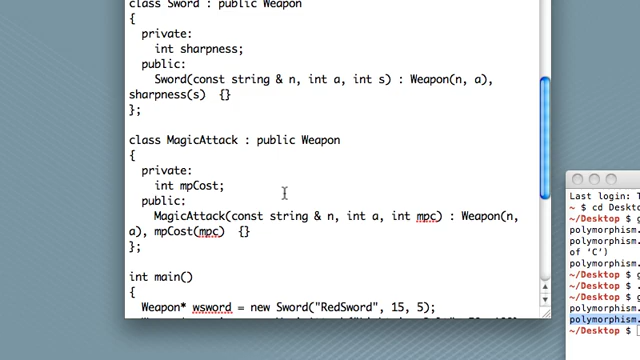 class Sword : public Weapon
{
private:
int sharpness;
public:
Sword(const string & n, int a, int s) : Weapon(n, a),
sharpness(s) {}
};
class MagicAttack : public Weapon
{
private:
int mpCost;
public:
MagicAttack(const string & n, int a, int mpc) : Weapon(n,
a), mpCost(mpc) {}
};
int main()
{
Weapon* wsword = new Sword("RedSword", 15, 5);
Last login:
~ $ cd Deskto
~/Desktop $ g
polymorphism.
polymorphism.
of 'C')
~/Desktop $ g
~/Desktop $ .
~/Desktop $ g
polymorphism.
polymorphism.
~/Desktop $